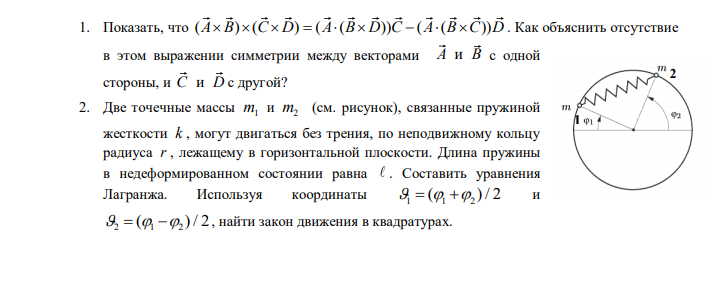 1. Показать, что (A⃗×B⃗)×(C⃗×D⃗)=(A⃗·(B⃗×D⃗))C⃗−(A⃗·(B⃗×C⃗))D⃗. Как объяснить отсутствие
в этом выражении симметрии между векторами A⃗ и B⃗ с одной
стороны, и C⃗ и D⃗ с другой?
2. Две точечные массы m₁ и m₂ (см. рисунок), связанные пружиной
жесткости k, могут двигаться без трения, по неподвижному кольцу
радиуса r, лежащему в горизонтальной плоскости. Длина пружины
в недеформированном состоянии равна ℓ. Составить уравнения
Лагранжа. Используя координаты ϑ₁=(φ₁+φ₂)/2 и
ϑ₂=(φ₁−φ₂)/2, найти закон движения в квадратурах.
m 2
m
1 φ₁
φ₂